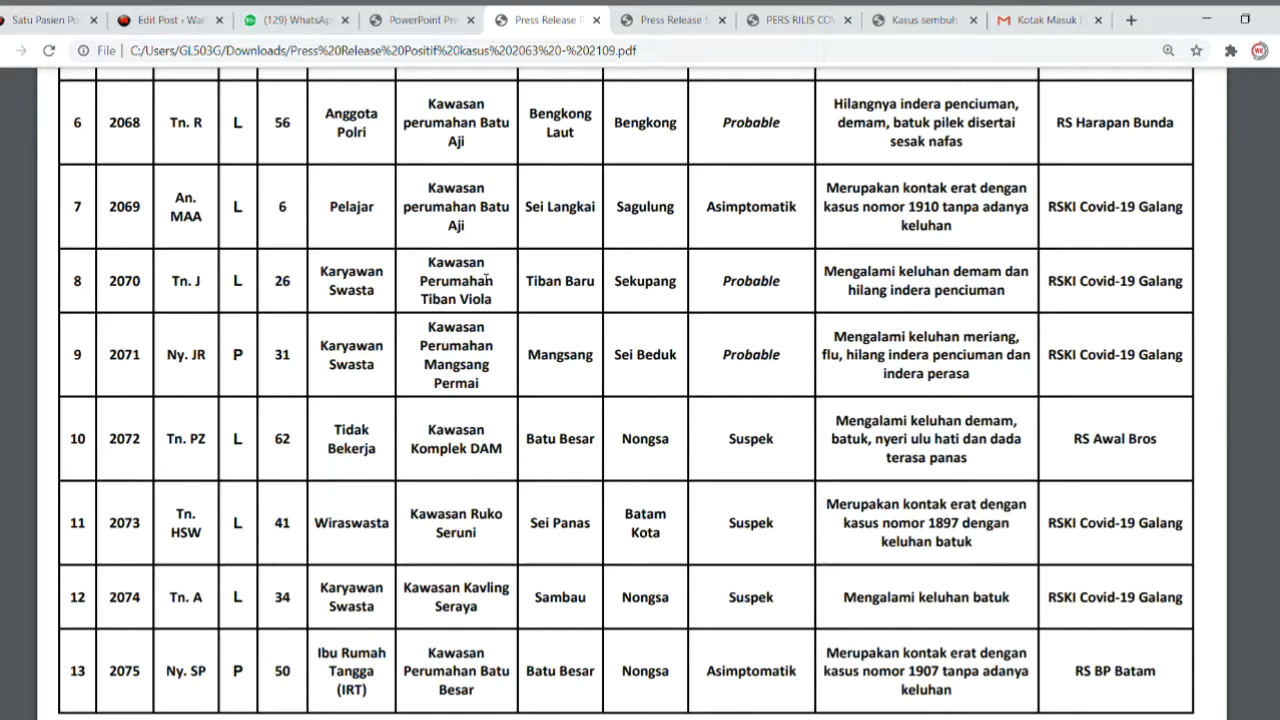 Satu Pasien Po
Edit Post ‹ War
(129) WhatsAp
PowerPoint Pre
Press Release P
Press Release S
PERS RILIS CO
Kasus sembuh
Kotak Masuk (
File | C:/Users/GL503G/Downloads/Press%20Release%20Positif%20kasus%202063%20-%202109.pdf
6 2068 Tn. R L 56 Anggota Polri Kawasan perumahan Batu Aji Bengkong Laut Bengkong Probable Hilangnya indera penciuman, demam, batuk pilek disertai sesak nafas RS Harapan Bunda
7 2069 An. MAA L 6 Pelajar Kawasan perumahan Batu Aji Sei Langkai Sagulung Asimptomatik Merupakan kontak erat dengan kasus nomor 1910 tanpa adanya keluhan RSKI Covid-19 Galang
8 2070 Tn. J L 26 Karyawan Swasta Kawasan Perumahan Tiban Viola Tiban Baru Sekupang Probable Mengalami keluhan demam dan hilang indera penciuman RSKI Covid-19 Galang
9 2071 Ny. JR P 31 Karyawan Swasta Kawasan Perumahan Mangsang Permai Mangsang Sei Beduk Probable Mengalami keluhan meriang, flu, hilang indera penciuman dan indera perasa RSKI Covid-19 Galang
10 2072 Tn. PZ L 62 Tidak Bekerja Kawasan Komplek DAM Batu Besar Nongsa Suspek Mengalami keluhan demam, batuk, nyeri ulu hati dan dada terasa panas RS Awal Bros
11 2073 Tn. HSW L 41 Wiraswasta Kawasan Ruko Seruni Sei Panas Batam Kota Suspek Merupakan kontak erat dengan kasus nomor 1897 dengan keluhan batuk RSKI Covid-19 Galang
12 2074 Tn. A L 34 Karyawan Swasta Kawasan Kavling Seraya Sambau Nongsa Suspek Mengalami keluhan batuk RSKI Covid-19 Galang
13 2075 Ny. SP P 50 Ibu Rumah Tangga (IRT) Kawasan Perumahan Batu Besar Batu Besar Nongsa Asimptomatik Merupakan kontak erat dengan kasus nomor 1907 tanpa adanya keluhan RS BP Batam